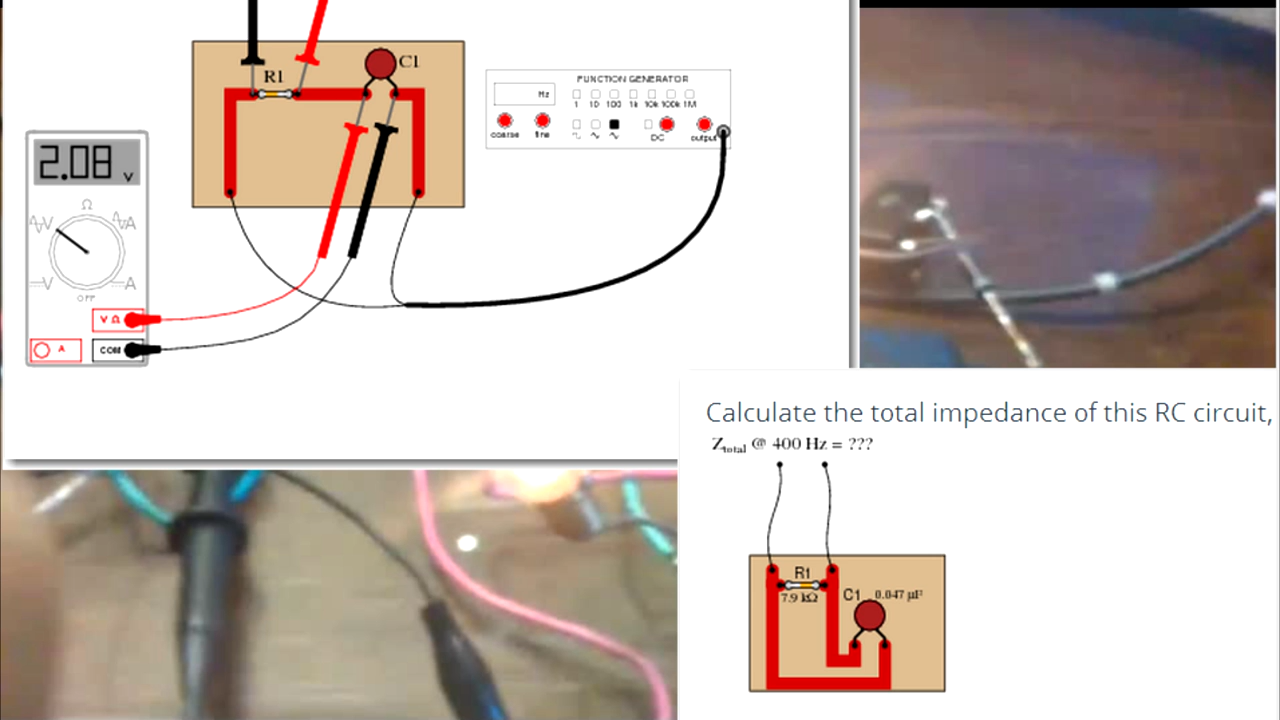 R1
C1
FUNCTION GENERATOR
Hz
1 10 100 1k 10k 100k 1M
coarse fine DC output
2.08 V
V Ω A
V A
OFF
V Ω
A COM
Calculate the total impedance of this RC circuit,
Ztotal @ 400 Hz = ???
R1
7.9 kΩ
C1 0.047 µF